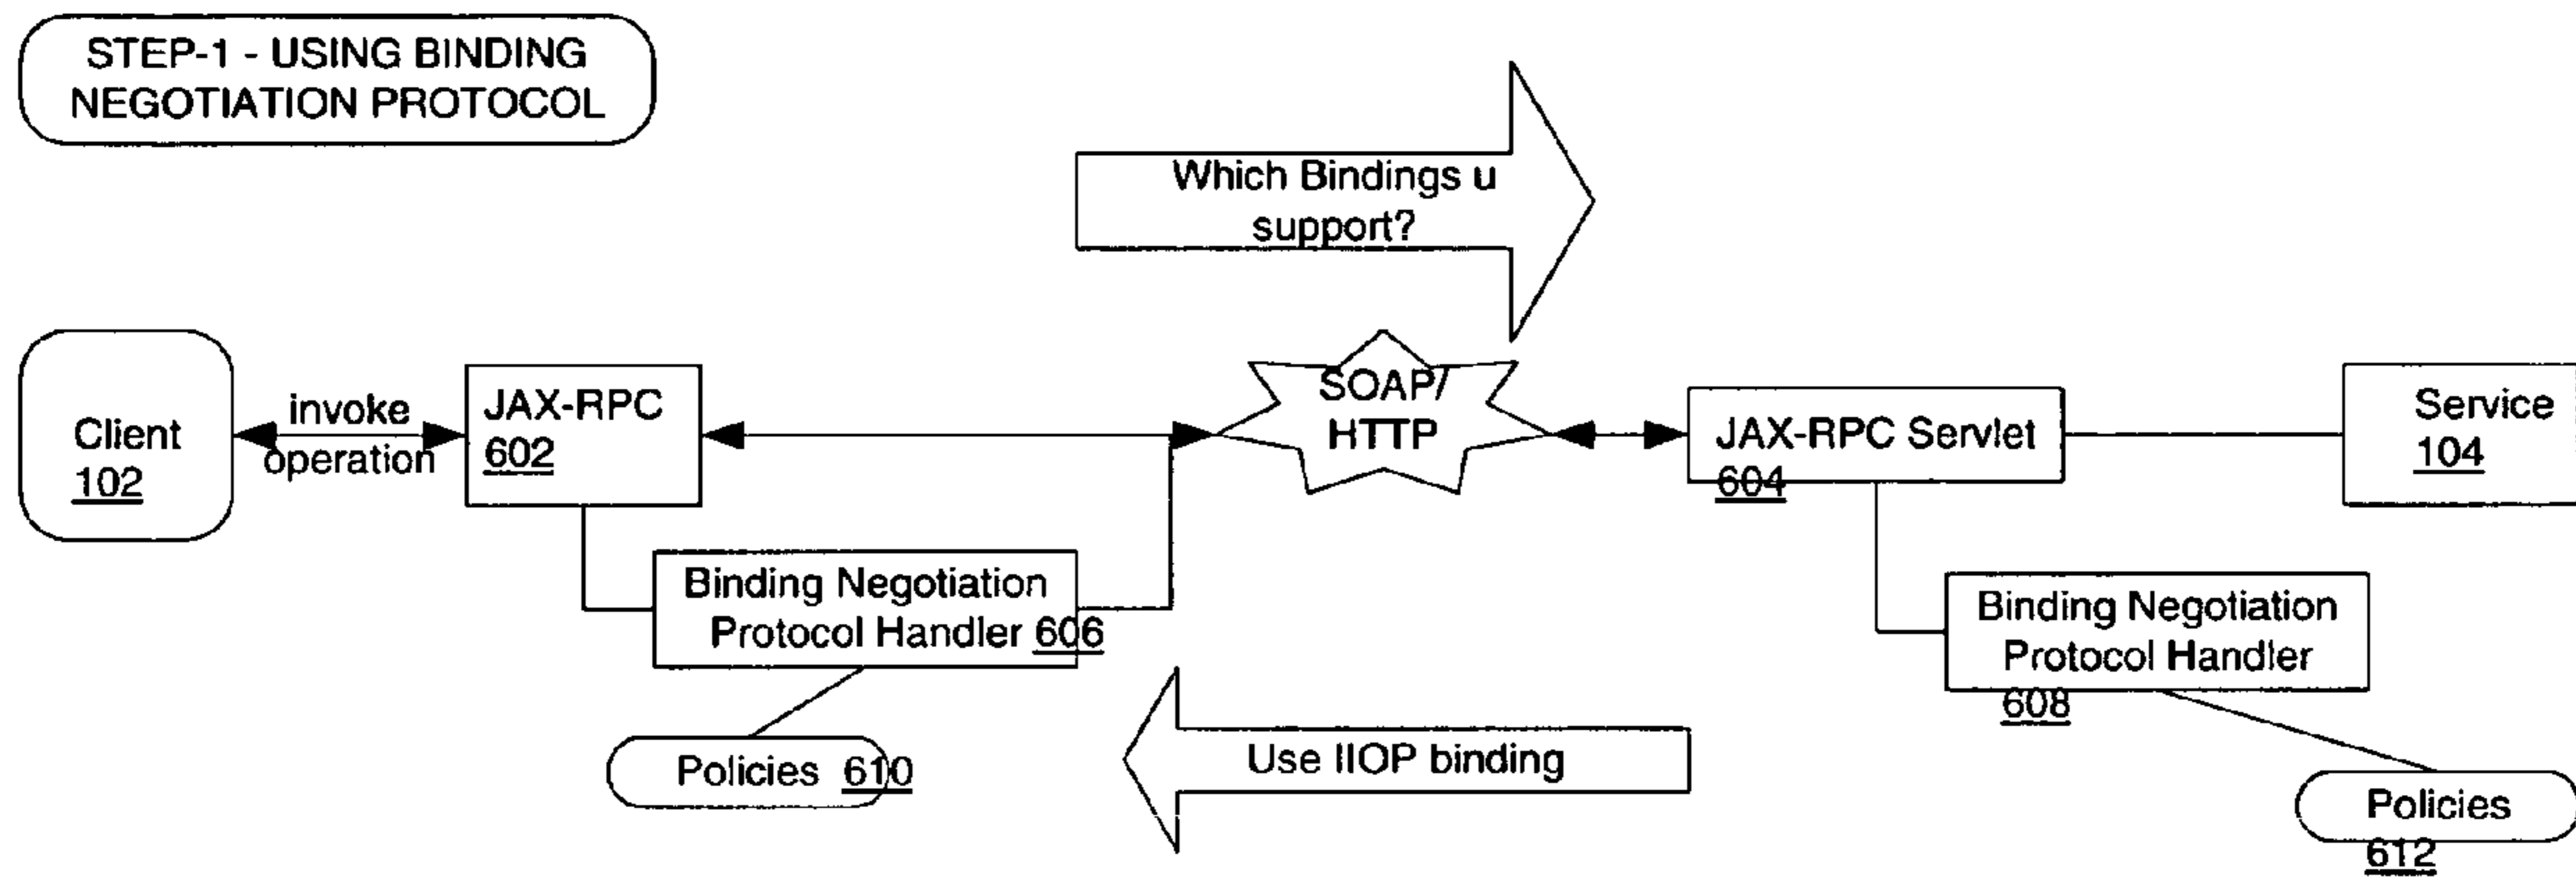 STEP-1 - USING BINDING
NEGOTIATION PROTOCOL
Which Bindings u
support?
Client
102
invoke
operation
JAX-RPC
602
SOAP/
HTTP
JAX-RPC Servlet
604
Service
104
Binding Negotiation
Protocol Handler 606
Binding Negotiation
Protocol Handler
608
Policies 610
Use IIOP binding
Policies
612